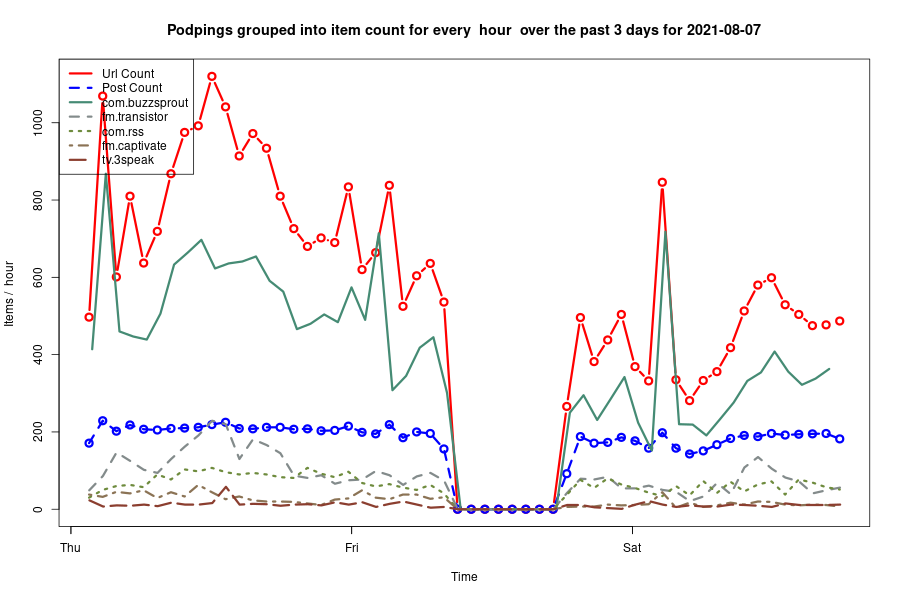 Podpings grouped into item count for every  hour  over the past 3 days for 2021-08-07
Url Count
Post Count
com.buzzsprout
fm.transistor
com.rss
fm.captivate
tv.3speak
Items /  hour
1000
800
600
400
200
0
Thu
Fri
Sat
Time